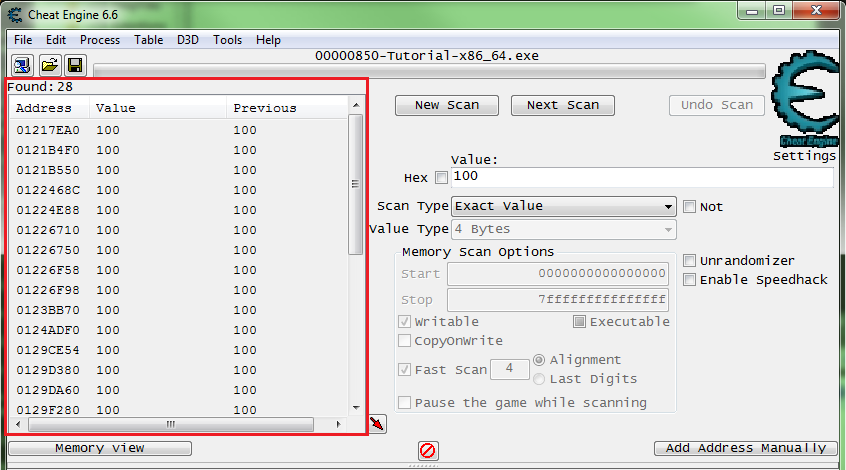 Cheat Engine 6.6
File Edit Process Table D3D Tools Help
00000850-Tutorial-x86_64.exe
Found:28
Address Value Previous
01217EA0 100 100
0121B4F0 100 100
0121B550 100 100
0122468C 100 100
01224E88 100 100
01226710 100 100
01226750 100 100
01226F58 100 100
01226F98 100 100
0123BB70 100 100
0124ADF0 100 100
0129CE54 100 100
0129D380 100 100
0129DA60 100 100
0129F280 100 100
Memory view
New Scan Next Scan Undo Scan
Cheat Engine
Settings
Value:
Hex 100
Scan Type Exact Value Not
Value Type 4 Bytes
Memory Scan Options
Start 0000000000000000
Stop 7fffffffffffffff
Writable Executable
CopyOnWrite
Fast Scan 4 Alignment
Last Digits
Pause the game while scanning
Unrandomizer
Enable Speedhack
Add Address Manually